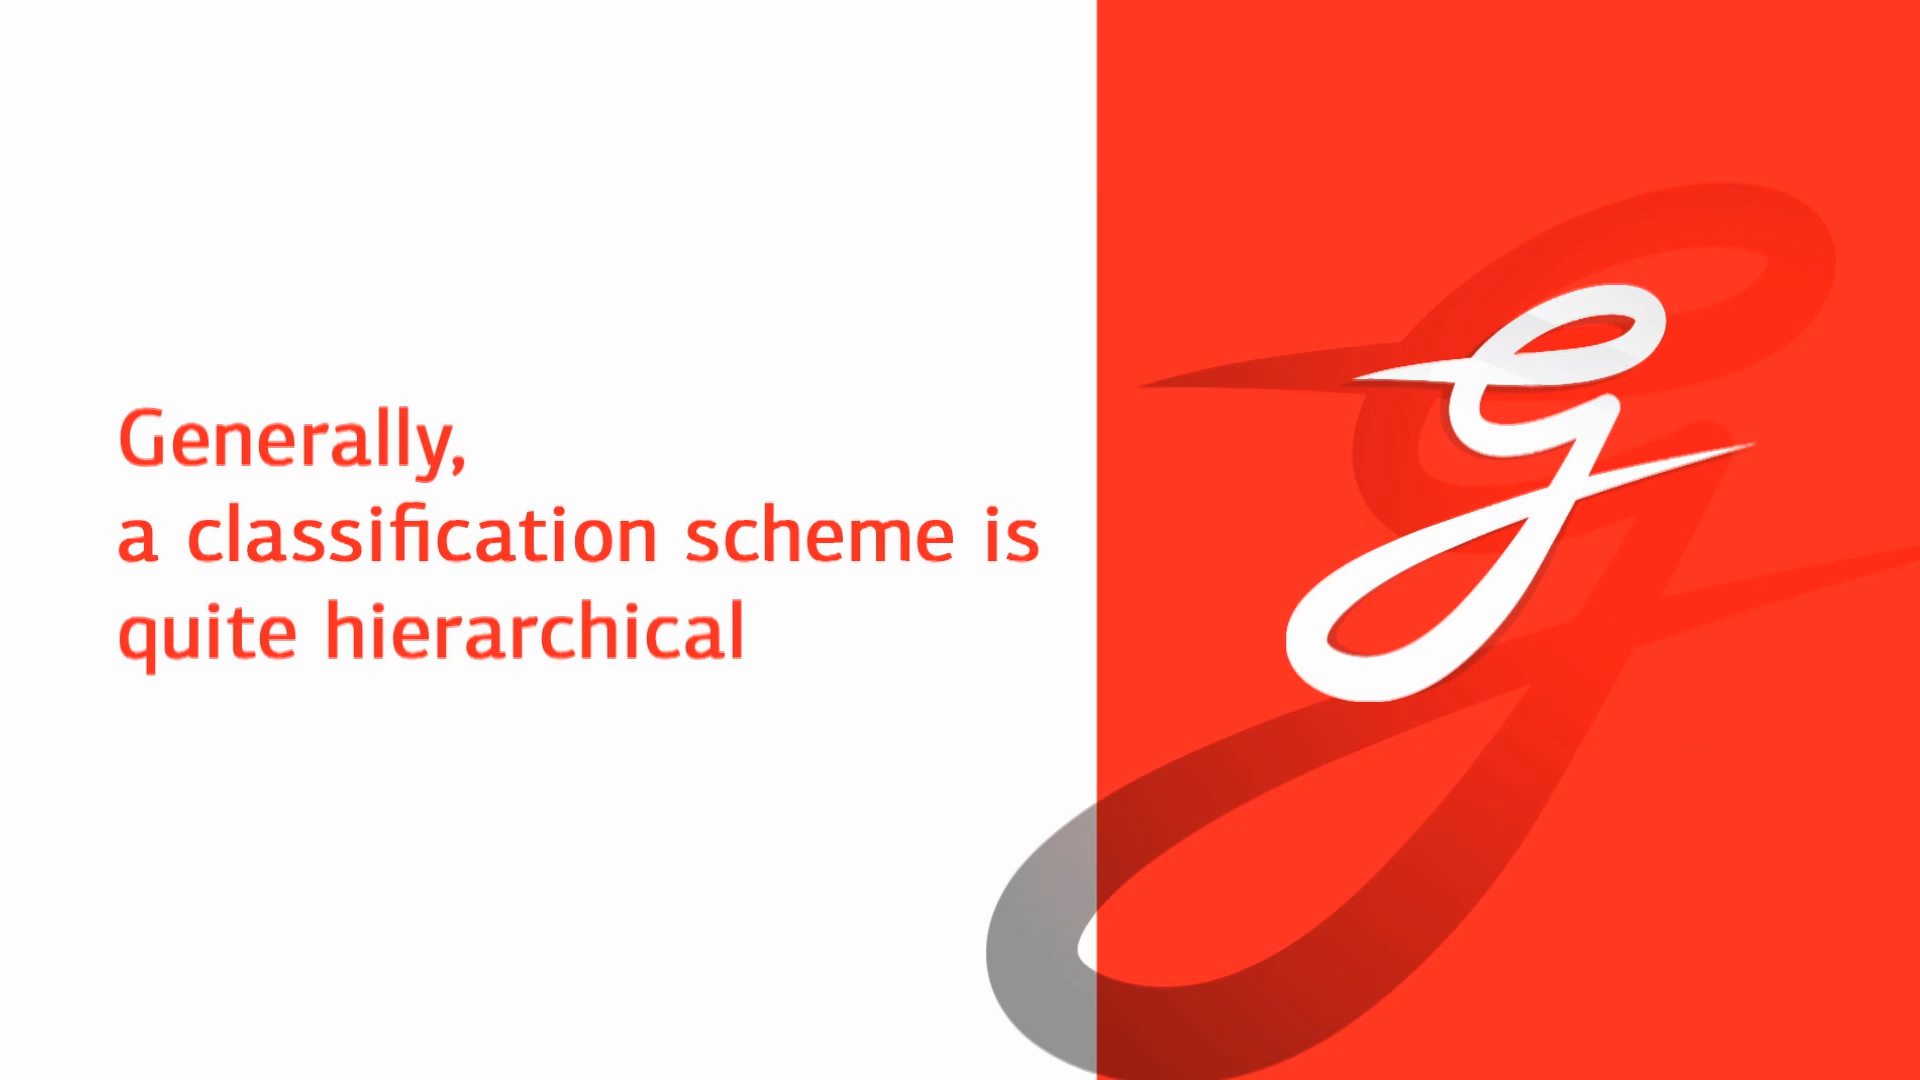 Generally,
a classification scheme is
quite hierarchical